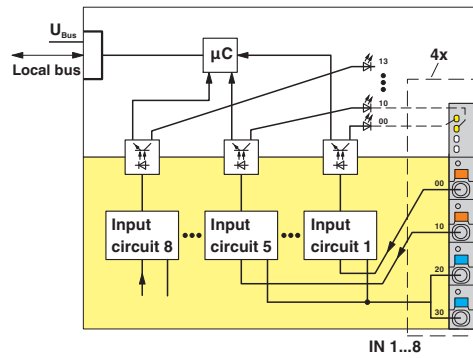 U Bus
Local bus
µC
4x
13
10
00
00
10
20
30
Input circuit 8
Input circuit 5
Input circuit 1
IN 1...8